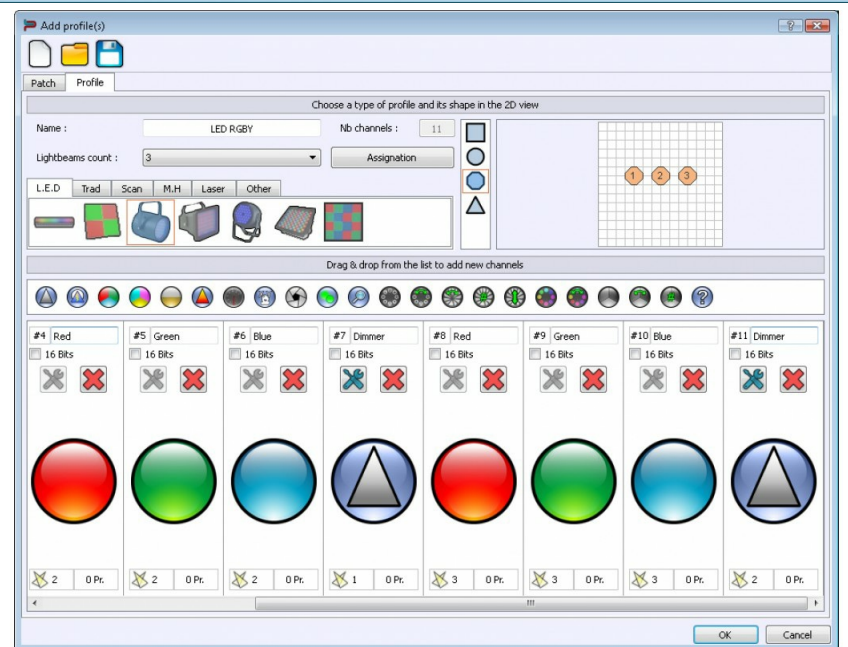 Add profile(s)
Patch Profile
Choose a type of profile and its shape in the 2D view
Name : LED RGBY Nb channels : 11
Lightbeams count : 3 Assignation
1 2 3
L.E.D Trad Scan M.H Laser Other
Drag & drop from the list to add new channels
#4 Red #5 Green #6 Blue #7 Dimmer #8 Red #9 Green #10 Blue #11 Dimmer
16 Bits 16 Bits 16 Bits 16 Bits 16 Bits 16 Bits 16 Bits 16 Bits
2 0 Pr. 2 0 Pr. 2 0 Pr. 1 0 Pr. 3 0 Pr. 3 0 Pr. 3 0 Pr. 2 0 Pr.
OK Cancel